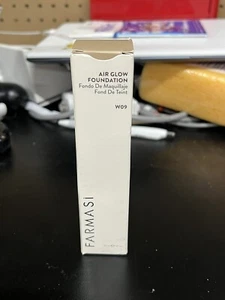 AIR GLOW
FOUNDATION
Fondo De Maquillaje
Fond De Teint
W09
FARMASI